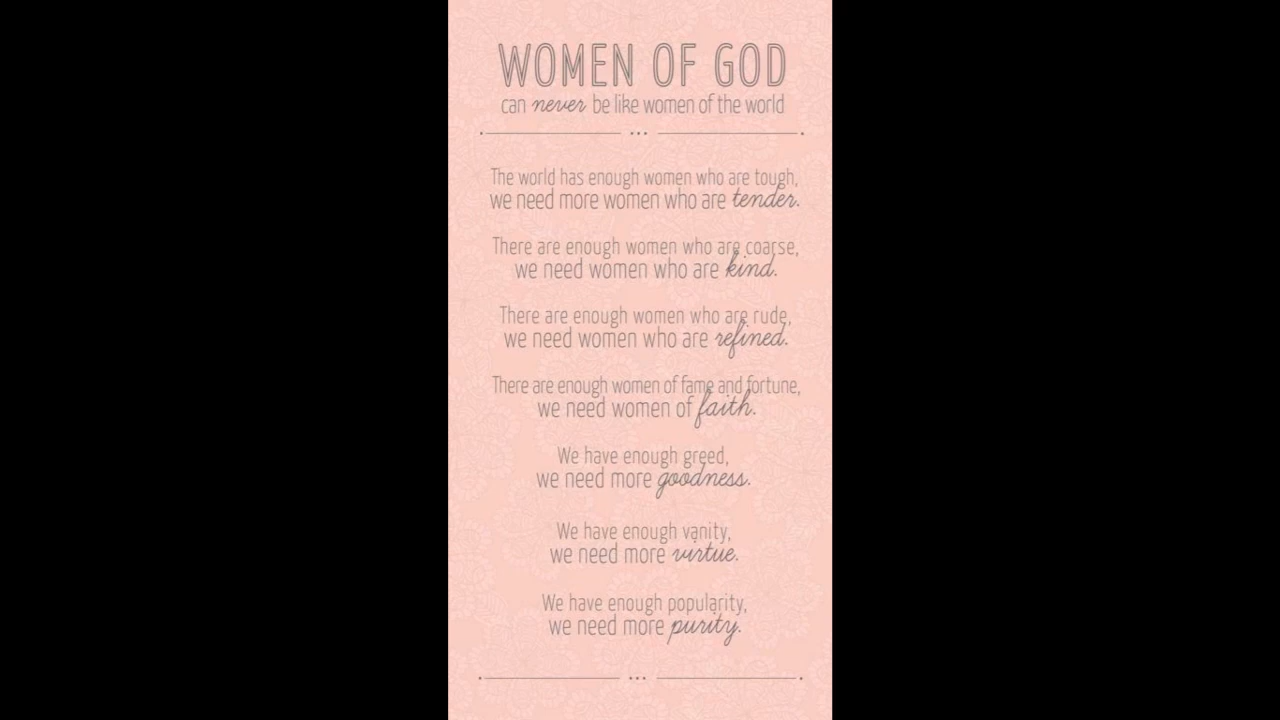 WOMEN OF GOD
can never be like women of the world
The world has enough women who are tough,
we need more women who are tender.
There are enough women who are coarse,
we need women who are kind.
There are enough women who are rude,
we need women who are refined.
There are enough women of fame and fortune,
we need women of faith.
We have enough greed,
we need more goodness.
We have enough vanity,
we need more virtue.
We have enough popularity,
we need more purity.